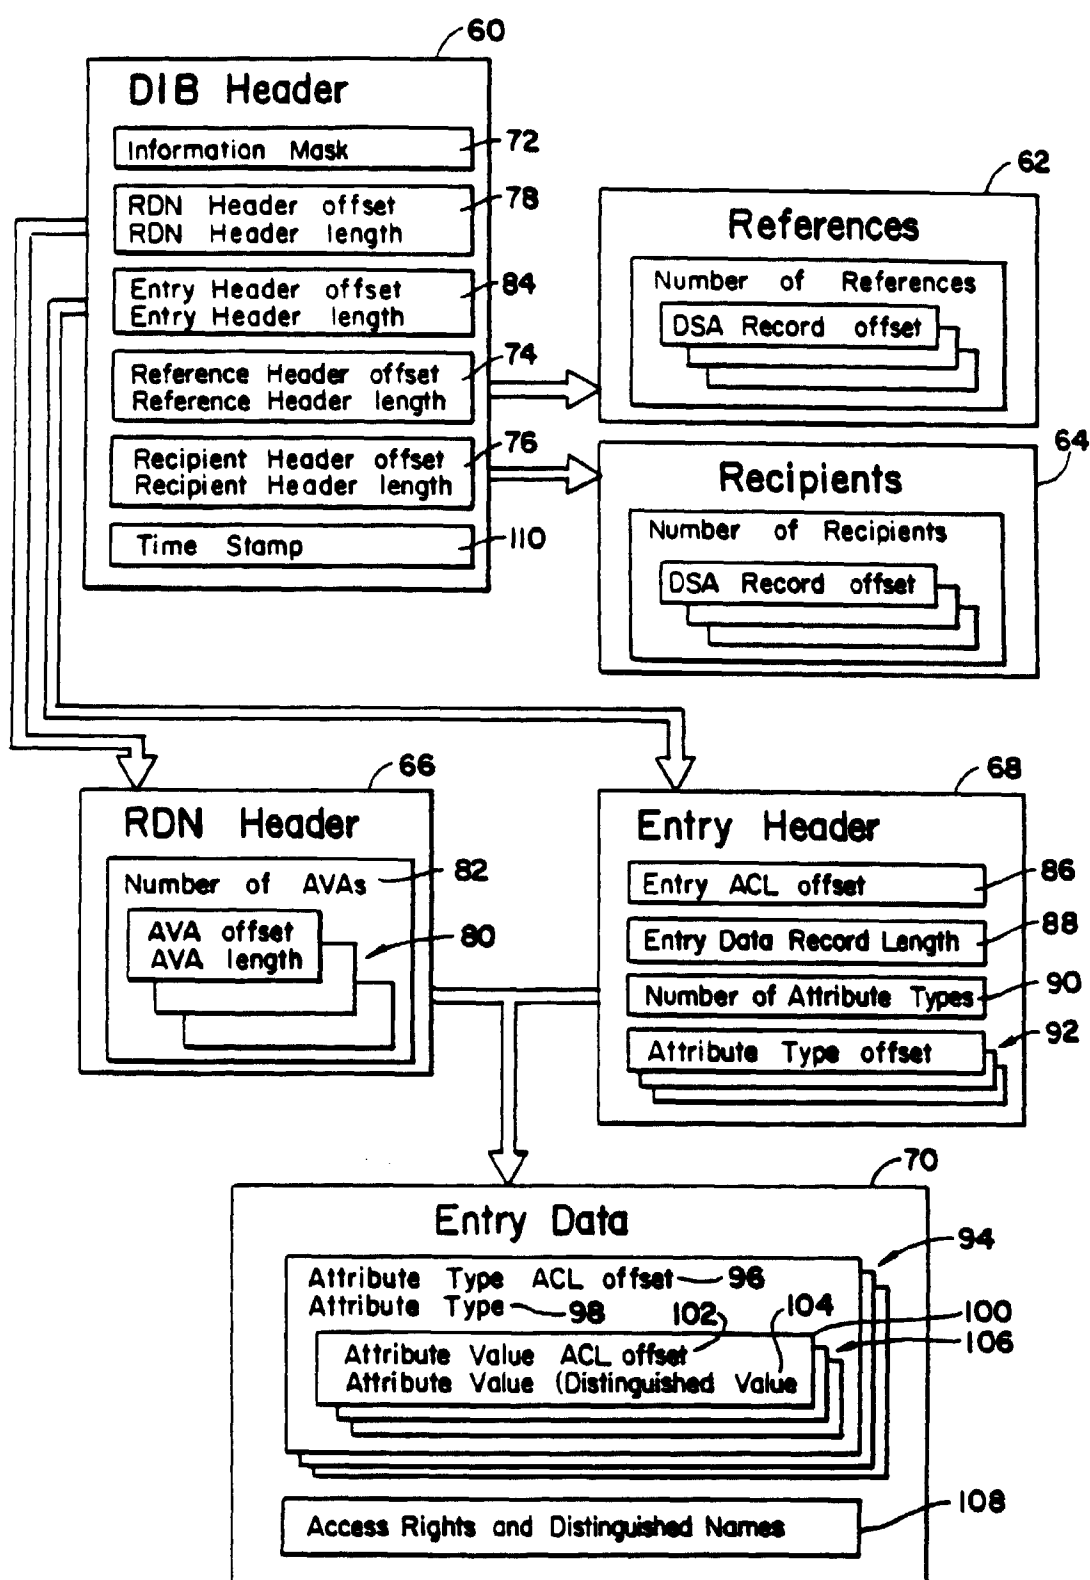 60
DIB Header
Information Mask
72
RDN Header offset
78
RDN Header length
Entry Header offset
84
Entry Header length
74
Reference Header offset
Reference Header length
76
Recipient Header offset
Recipient Header length
Time Stamp
110
62
References
Number of References
DSA Record offset
64
Recipients
Number of Recipients
DSA Record offset
66
RDN Header
Number of AVAs
82
AVA offset
AVA length
80
68
Entry Header
Entry ACL offset
86
Entry Data Record Length
88
Number of Attribute Types
90
Attribute Type offset
92
70
Entry Data
94
Attribute Type ACL offset
96
Attribute Type
98
102
104
100
106
Attribute Value ACL offset
Attribute Value (Distinguished Value
108
Access Rights and Distinguished Names